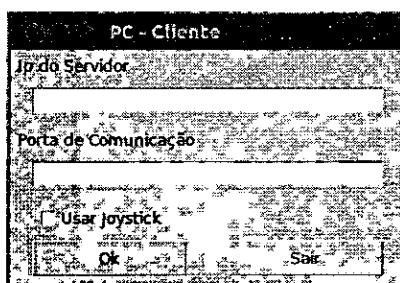 PC - Cliente
Ip do Servidor
Porta de Comunicação
Usar Joystick
Ok Sair